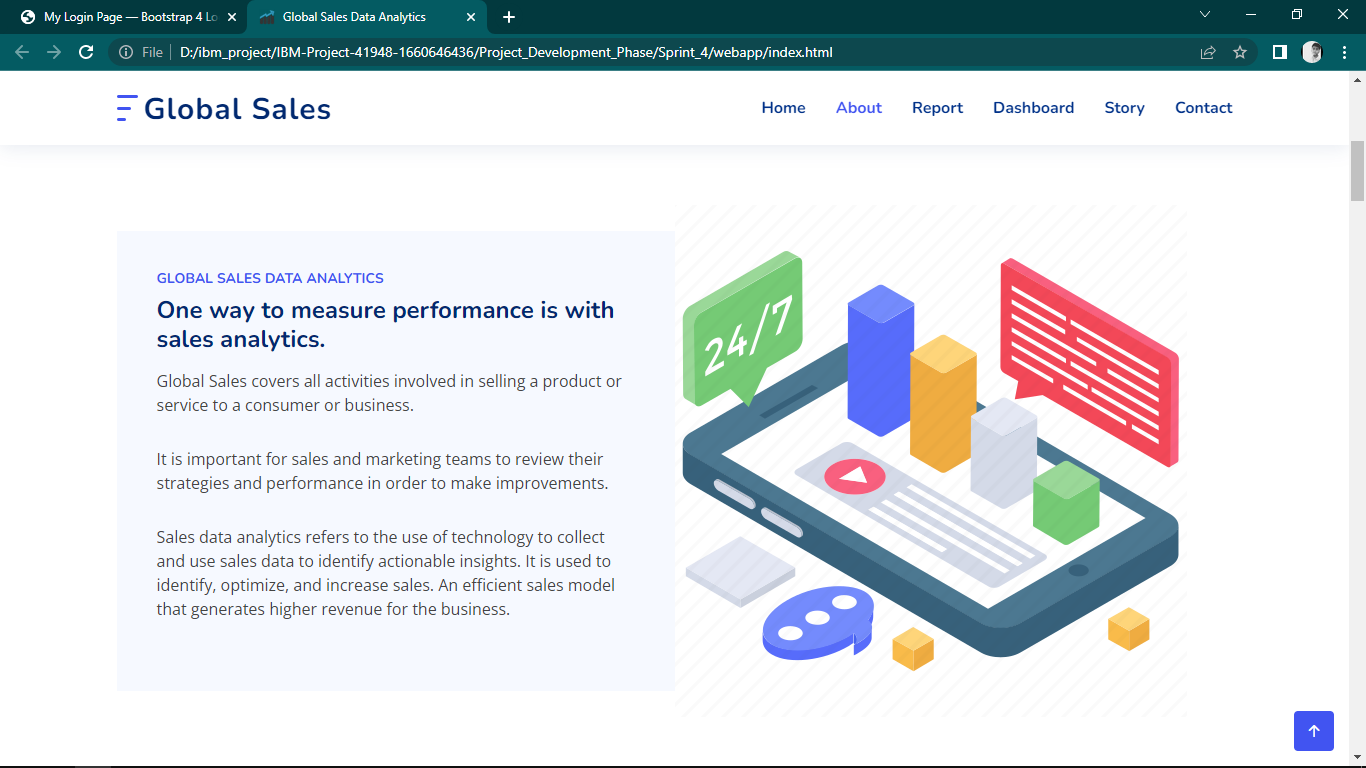 My Login Page — Bootstrap 4 Lo
Global Sales Data Analytics
File
D:/ibm_project/IBM-Project-41948-1660646436/Project_Development_Phase/Sprint_4/webapp/index.html
Global Sales
Home
About
Report
Dashboard
Story
Contact
GLOBAL SALES DATA ANALYTICS
One way to measure performance is with
sales analytics.
Global Sales covers all activities involved in selling a product or
service to a consumer or business.
It is important for sales and marketing teams to review their
strategies and performance in order to make improvements.
Sales data analytics refers to the use of technology to collect
and use sales data to identify actionable insights. It is used to
identify, optimize, and increase sales. An efficient sales model
that generates higher revenue for the business.
24/7